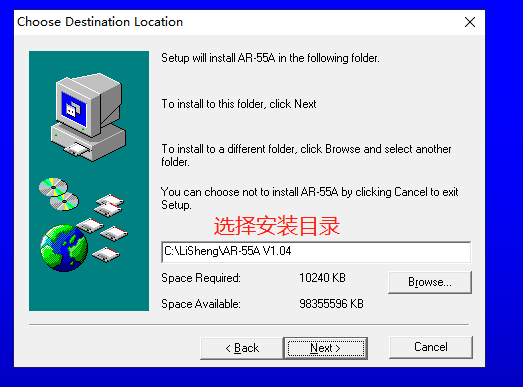 Choose Destination Location
Setup will install AR-55A in the following folder.
To install to this folder, click Next
To install to a different folder, click Browse and select another
folder.
You can choose not to install AR-55A by clicking Cancel to exit
Setup.
选择安装目录
C:\LiSheng\AR-55A V1.04
Space Required: 10240 KB
Browse...
Space Available: 98355596 KB
< Back
Next >
Cancel